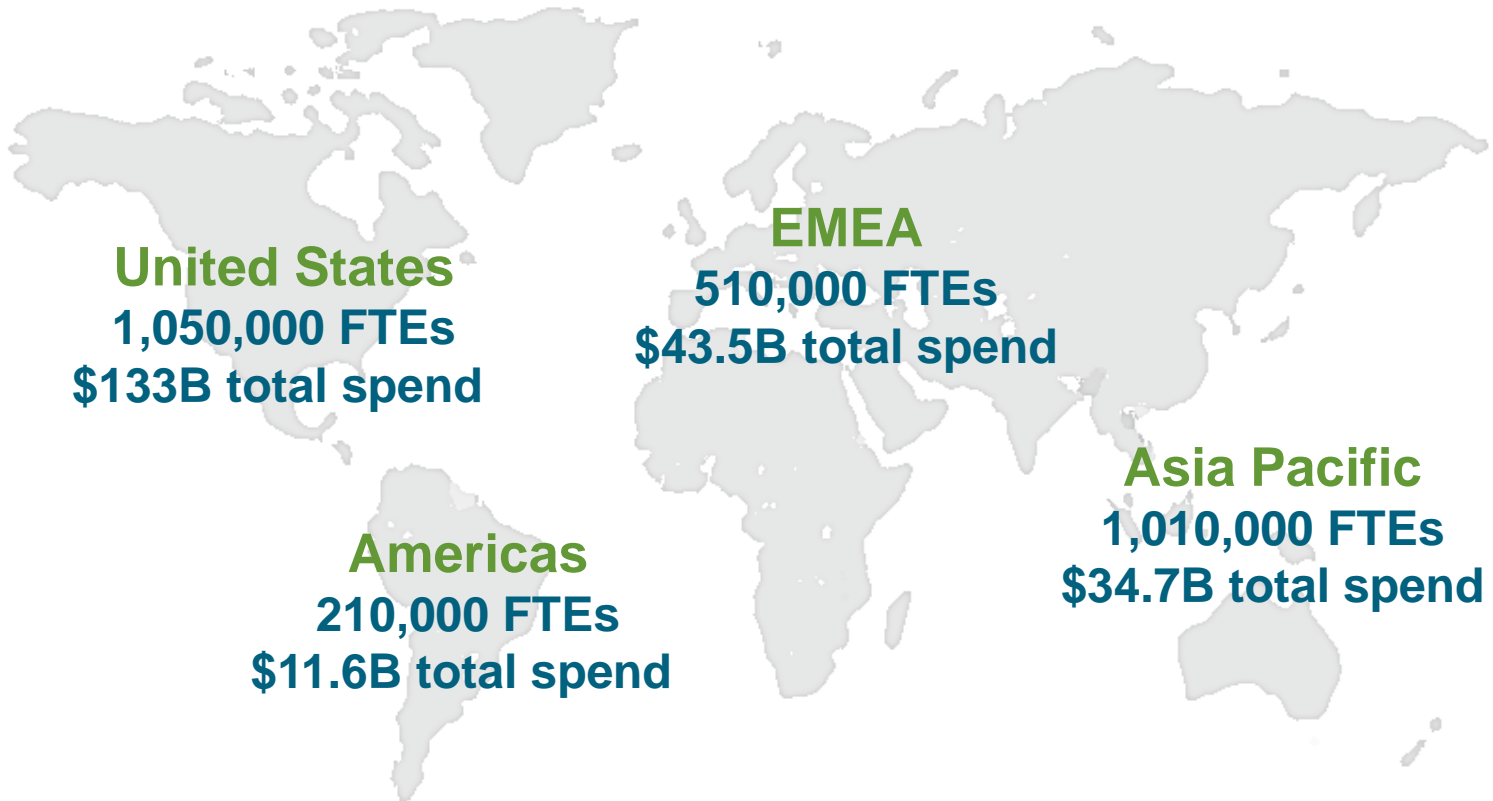 United States
1,050,000 FTEs
$133B total spend
EMEA
510,000 FTEs
$43.5B total spend
Americas
210,000 FTEs
$11.6B total spend
Asia Pacific
1,010,000 FTEs
$34.7B total spend